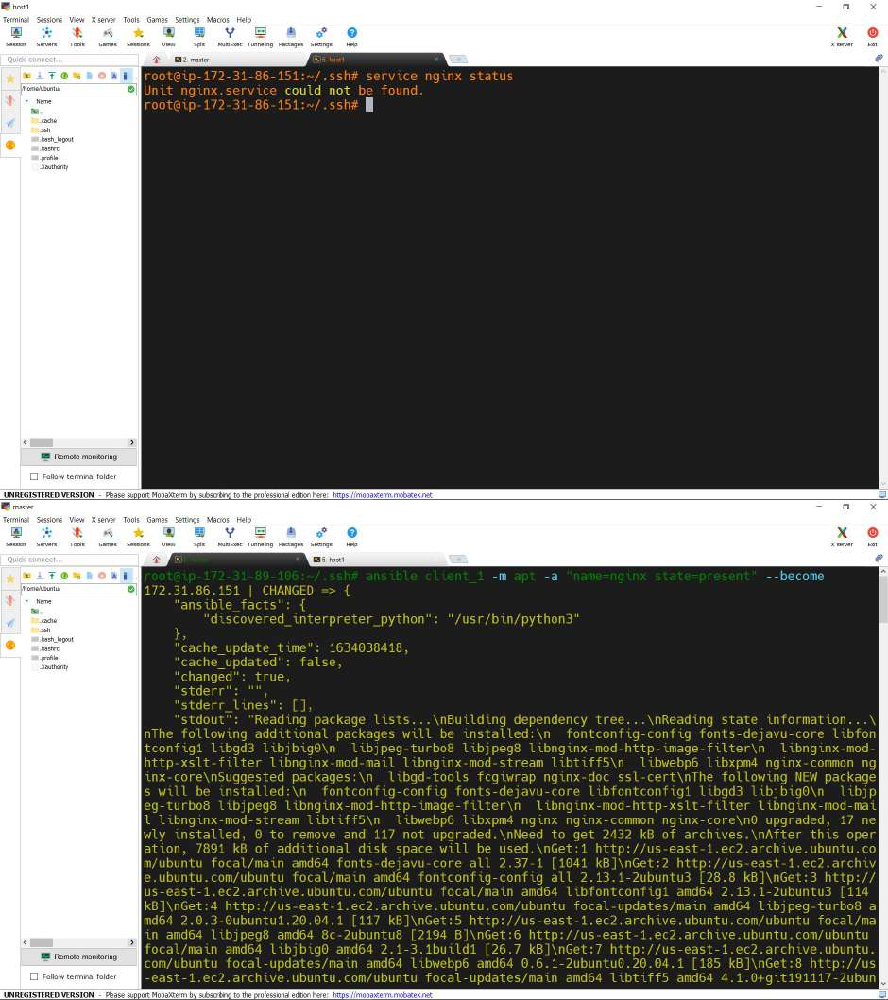 host1
Terminal Sessions View X server Tools Games Settings Macros Help
Session Servers Tools Games Sessions View Split MultiExec Tunneling Packages Settings Help X server Exit
Quick connect...
2. master
5. host1
/home/ubuntu/
Name
..
.cache
.ssh
.bash_logout
.bashrc
.profile
.Xauthority
Remote monitoring
Follow terminal folder
root@ip-172-31-86-151:~/.ssh# service nginx status
Unit nginx.service could not be found.
root@ip-172-31-86-151:~/.ssh#
UNREGISTERED VERSION - Please support MobaXterm by subscribing to the professional edition here: https://mobaxterm.mobatek.net
master
Terminal Sessions View X server Tools Games Settings Macros Help
Session Servers Tools Games Sessions View Split MultiExec Tunneling Packages Settings Help X server Exit
Quick connect...
2. master
5. host1
/home/ubuntu/
Name
..
.cache
.ssh
.bash_logout
.bashrc
.profile
.Xauthority
Remote monitoring
Follow terminal folder
root@ip-172-31-89-106:~/.ssh# ansible client_1 -m apt -a "name=nginx state=present" --become
172.31.86.151 | CHANGED => {
"ansible_facts": {
"discovered_interpreter_python": "/usr/bin/python3"
},
"cache_update_time": 1634038418,
"cache_updated": false,
"changed": true,
"stderr": "",
"stderr_lines": [],
"stdout": "Reading package lists...\nBuilding dependency tree...\nReading state information...\
nThe following additional packages will be installed:\n  fontconfig-config fonts-dejavu-core libfon
tconfig1 libgd3 libjbig0\n  libjpeg-turbo8 libjpeg8 libnginx-mod-http-image-filter\n  libnginx-mod-
http-xslt-filter libnginx-mod-mail libnginx-mod-stream libtiff5\n  libwebp6 libxpm4 nginx-common ng
inx-core\nSuggested packages:\n  libgd-tools fcgiwrap nginx-doc ssl-cert\nThe following NEW package
s will be installed:\n  fontconfig-config fonts-dejavu-core libfontconfig1 libgd3 libjbig0\n  libjp
eg-turbo8 libjpeg8 libnginx-mod-http-image-filter\n  libnginx-mod-http-xslt-filter libnginx-mod-mai
l libnginx-mod-stream libtiff5\n  libwebp6 libxpm4 nginx nginx-common nginx-core\n0 upgraded, 17 ne
wly installed, 0 to remove and 117 not upgraded.\nNeed to get 2432 kB of archives.\nAfter this oper
ation, 7891 kB of additional disk space will be used.\nGet:1 http://us-east-1.ec2.archive.ubuntu.co
m/ubuntu focal/main amd64 fonts-dejavu-core all 2.37-1 [1041 kB]\nGet:2 http://us-east-1.ec2.archiv
e.ubuntu.com/ubuntu focal/main amd64 fontconfig-config all 2.13.1-2ubuntu3 [28.8 kB]\nGet:3 http://
us-east-1.ec2.archive.ubuntu.com/ubuntu focal/main amd64 libfontconfig1 amd64 2.13.1-2ubuntu3 [114 
kB]\nGet:4 http://us-east-1.ec2.archive.ubuntu.com/ubuntu focal-updates/main amd64 libjpeg-turbo8 a
md64 2.0.3-0ubuntu1.20.04.1 [117 kB]\nGet:5 http://us-east-1.ec2.archive.ubuntu.com/ubuntu focal/ma
in amd64 libjpeg8 amd64 8c-2ubuntu8 [2194 B]\nGet:6 http://us-east-1.ec2.archive.ubuntu.com/ubuntu 
focal/main amd64 libjbig0 amd64 2.1-3.1build1 [26.7 kB]\nGet:7 http://us-east-1.ec2.archive.ubuntu.
com/ubuntu focal-updates/main amd64 libwebp6 amd64 0.6.1-2ubuntu0.20.04.1 [185 kB]\nGet:8 http://us
-east-1.ec2.archive.ubuntu.com/ubuntu focal-updates/main amd64 libtiff5 amd64 4.1.0+git191117-2ubun
UNREGISTERED VERSION - Please support MobaXterm by subscribing to the professional edition here: https://mobaxterm.mobatek.net